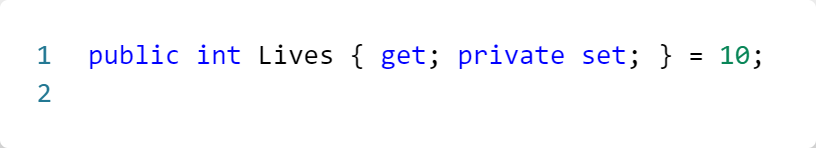 1 public int Lives { get; private set; } = 10;
2